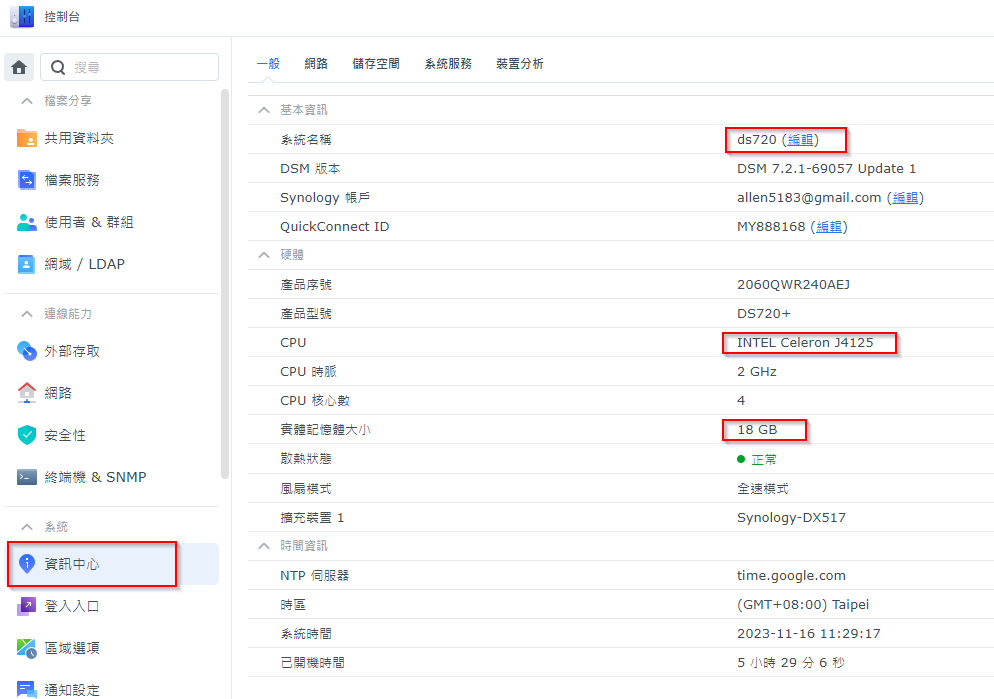 控制台
搜尋
檔案分享
共用資料夾
檔案服務
使用者 & 群組
網域 / LDAP
連線能力
外部存取
網路
安全性
終端機 & SNMP
系統
資訊中心
登入入口
區域選項
通知設定
一般 網路 儲存空間 系統服務 裝置分析
基本資訊
系統名稱 ds720 (編輯)
DSM 版本 DSM 7.2.1-69057 Update 1
Synology 帳戶 allen5183@gmail.com (編輯)
QuickConnect ID MY888168 (編輯)
硬體
產品序號 2060QWR240AEJ
產品型號 DS720+
CPU INTEL Celeron J4125
CPU 時脈 2 GHz
CPU 核心數 4
實體記憶體大小 18 GB
散熱狀態 正常
風扇模式 全速模式
擴充裝置 1 Synology-DX517
時間資訊
NTP 伺服器 time.google.com
時區 (GMT+08:00) Taipei
系統時間 2023-11-16 11:29:17
已開機時間 5 小時 29 分 6 秒